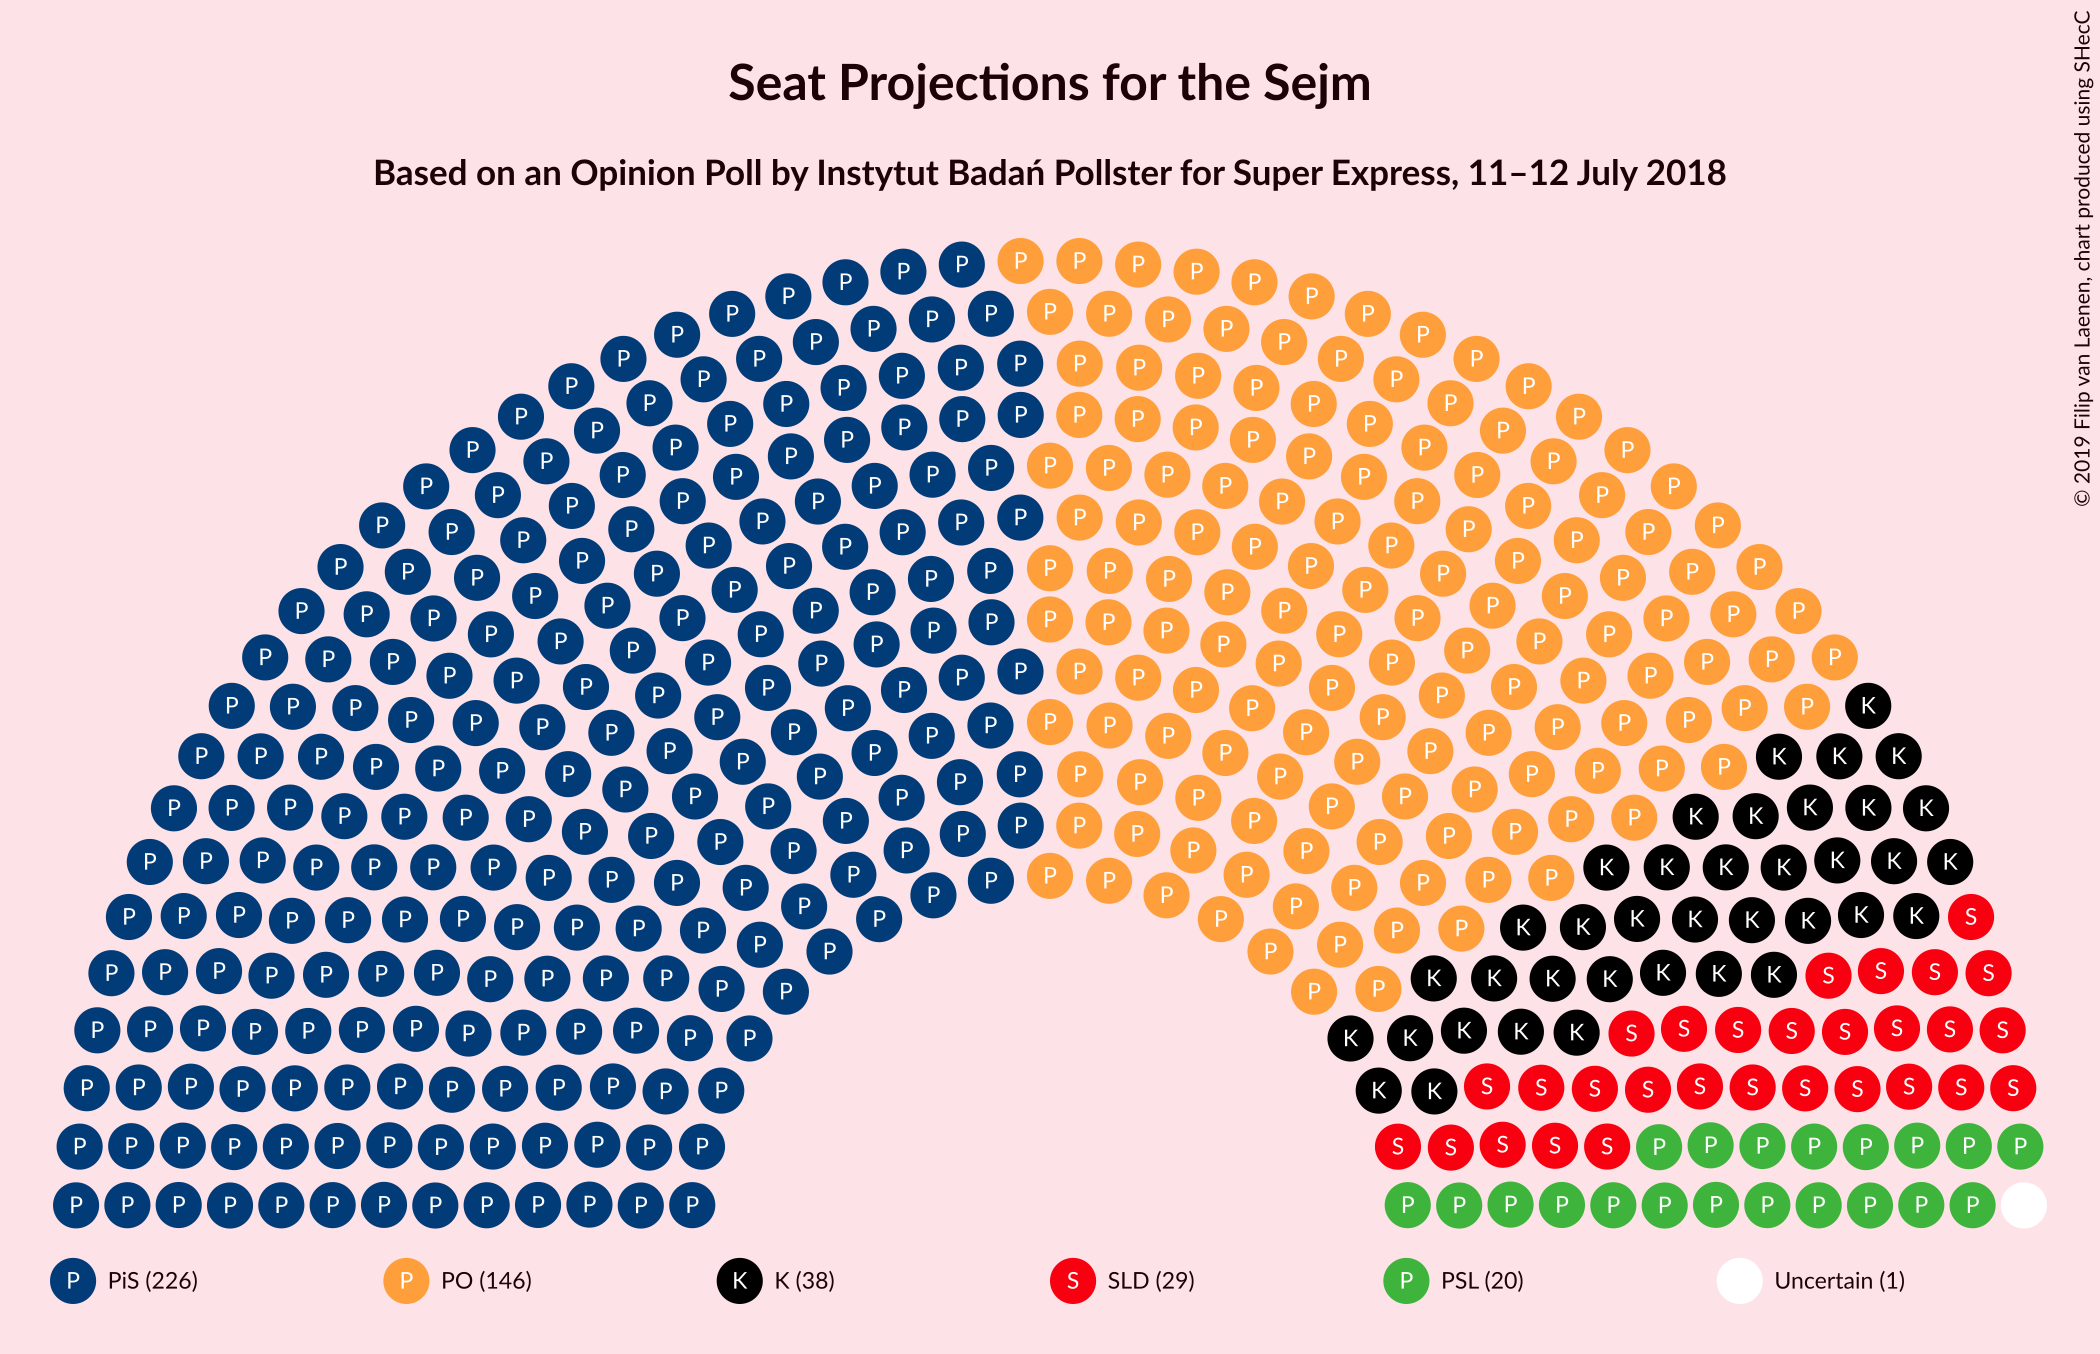 Seat Projections for the Sejm
Based on an Opinion Poll by Instytut Badań Pollster for Super Express, 11–12 July 2018
© 2019 Filip van Laenen, chart produced using SHecC
P PiS (226) P PO (146) K K (38) S SLD (29) P PSL (20) Uncertain (1)